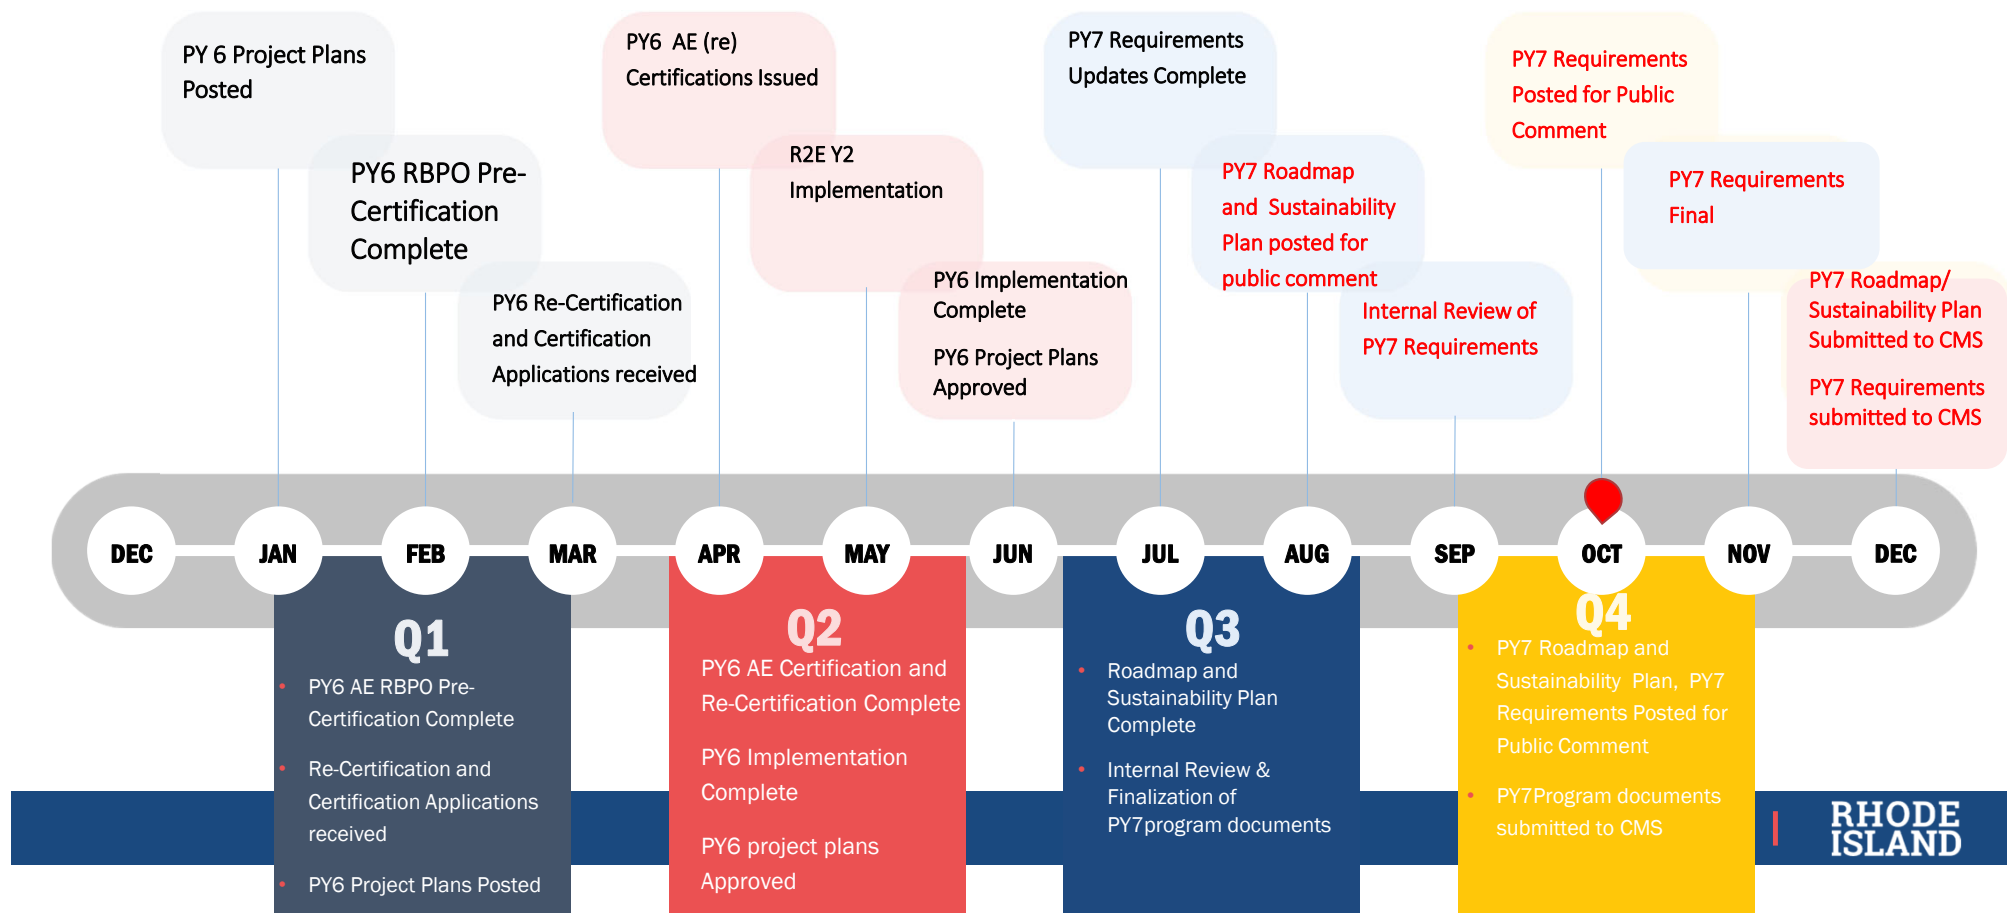 PY 6 Project Plans
Posted
PY6 RBPO Pre-
Certification
Complete
PY6 Re-Certification
and Certification
Applications received
PY6 AE (re)
Certifications Issued
R2E Y2
Implementation
PY6 Implementation
Complete
PY6 Project Plans
Approved
PY7 Requirements
Updates Complete
PY7 Roadmap
and Sustainability
Plan posted for
public comment
Internal Review of
PY7 Requirements
PY7 Requirements
Posted for Public
Comment
PY7 Requirements
Final
PY7 Roadmap/
Sustainability Plan
Submitted to CMS
PY7 Requirements
submitted to CMS
DEC JAN FEB MAR APR MAY JUN JUL AUG SEP OCT NOV DEC
Q1
• PY6 AE RBPO Pre-
Certification Complete
• Re-Certification and
Certification Applications
received
• PY6 Project Plans Posted
Q2
PY6 AE Certification and
Re-Certification Complete
PY6 Implementation
Complete
PY6 project plans
Approved
Q3
• Roadmap and
Sustainability Plan
Complete
• Internal Review &
Finalization of
PY7program documents
Q4
• PY7 Roadmap and
Sustainability Plan, PY7
Requirements Posted for
Public Comment
• PY7Program documents
submitted to CMS
RHODE
ISLAND